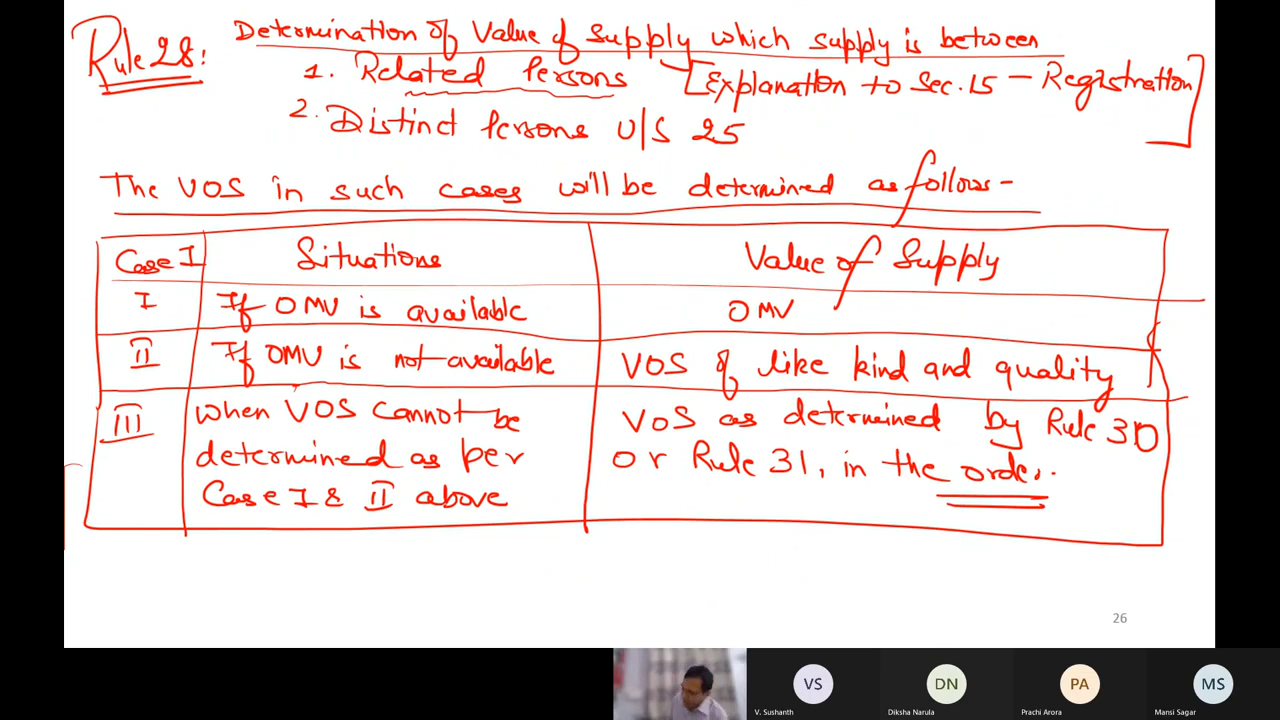 Rule 28:
Determination of Value of Supply which supply is between
1. Related Persons [Explanation to Sec.15 - Registration]
2. Distinct Persons U/S 25
The VOS in such cases will be determined as follows -
Case I Situations Value of Supply
I If OMV is available OMV
II If OMV is not available VOS of like kind and quality
III when VOS cannot be VOS as determined by Rule 30
determined as per or Rule 31, in the order.
Case I & II above
26
VS DN PA MS
V. Sushanth Diksha Narula Prachi Arora Mansi Sagar